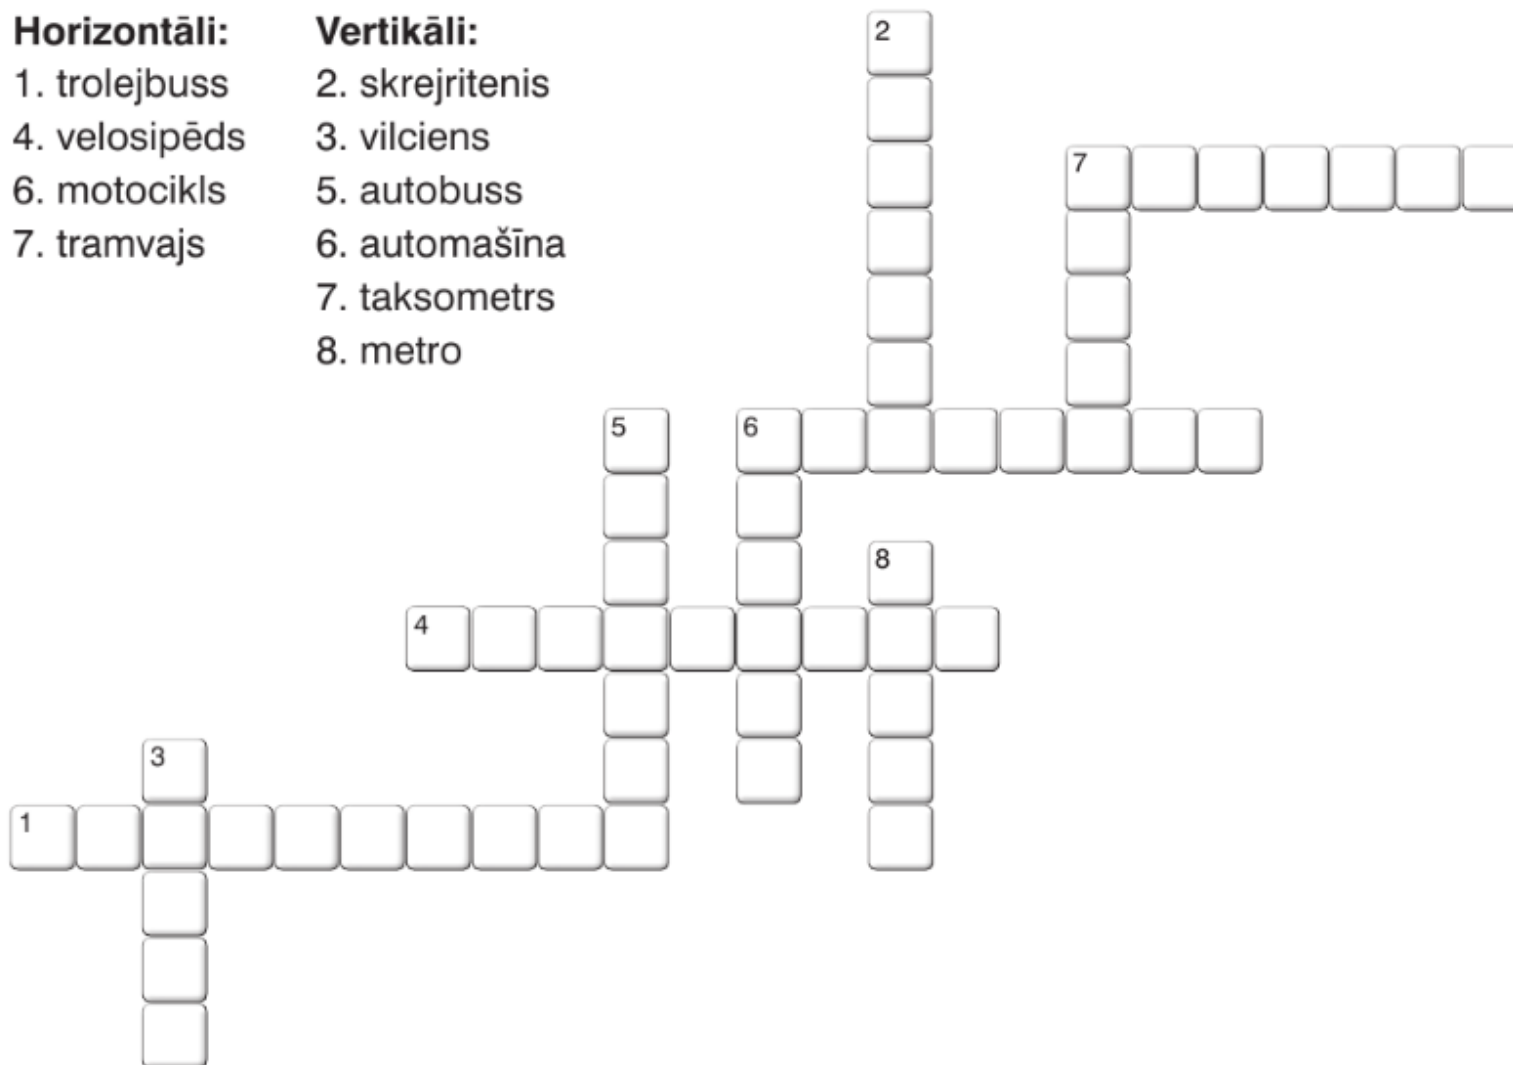 Horizontāli:
1. trolejbuss
4. velosipēds
6. motocikls
7. tramvajs
Vertikāli:
2. skrejritenis
3. vilciens
5. autobuss
6. automašīna
7. taksometrs
8. metro
2
7
5
6
8
4
3
1